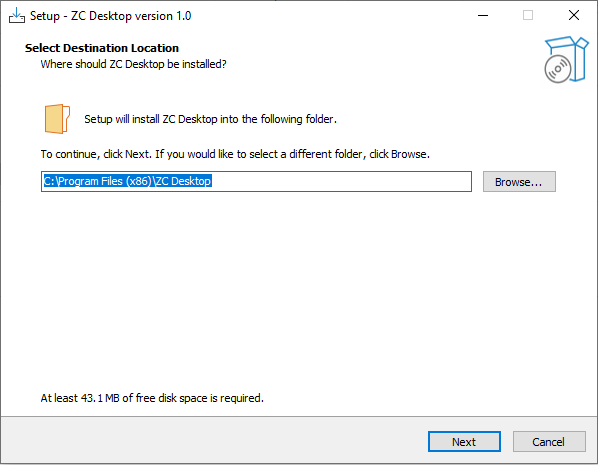 Setup - ZC Desktop version 1.0
Select Destination Location
Where should ZC Desktop be installed?
Setup will install ZC Desktop into the following folder.
To continue, click Next. If you would like to select a different folder, click Browse.
C:\Program Files (x86)\ZC Desktop
Browse...
At least 43.1 MB of free disk space is required.
Next
Cancel